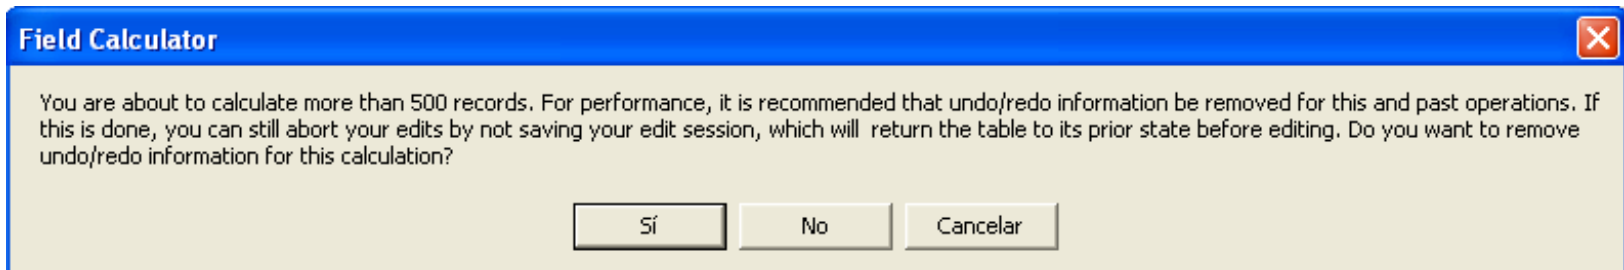 Field Calculator
You are about to calculate more than 500 records. For performance, it is recommended that undo/redo information be removed for this and past operations. If
this is done, you can still abort your edits by not saving your edit session, which will  return the table to its prior state before editing. Do you want to remove
undo/redo information for this calculation?
Sí No Cancelar